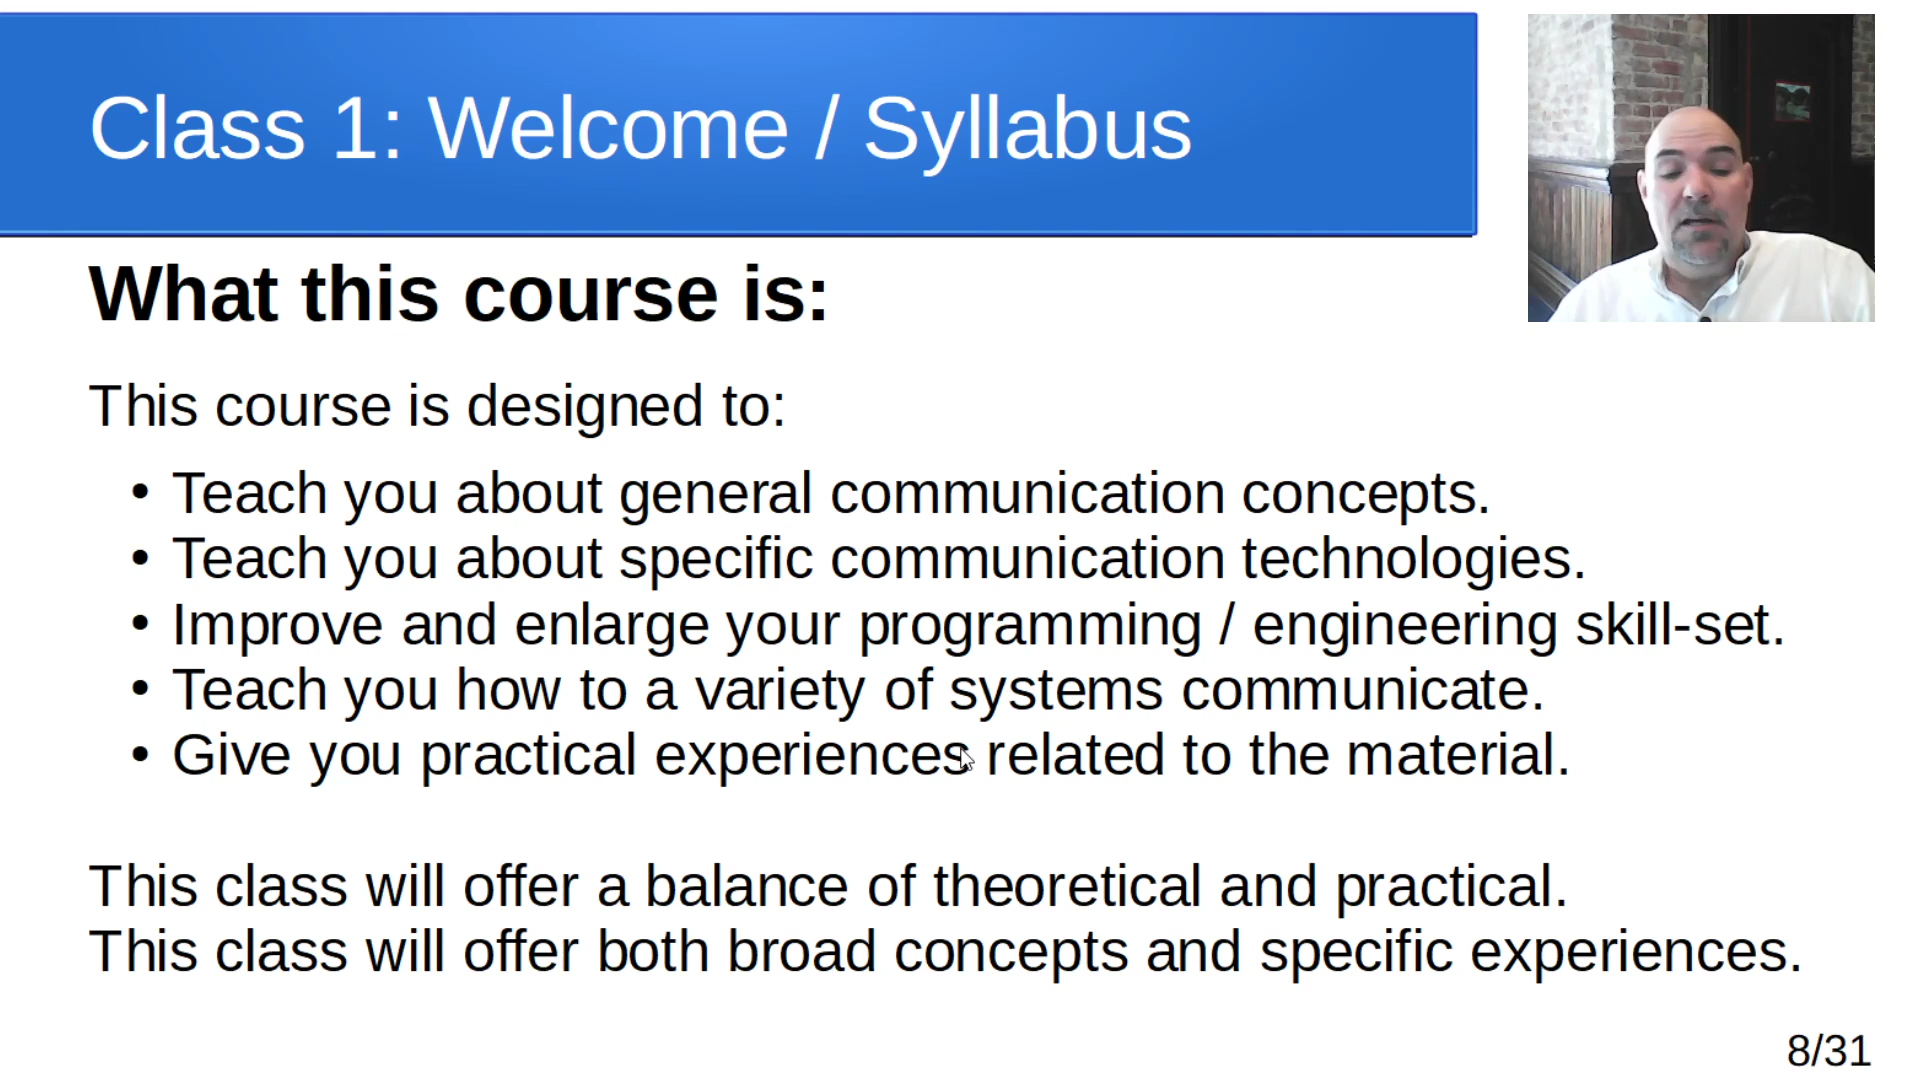 Class 1: Welcome / Syllabus
What this course is:
This course is designed to:
• Teach you about general communication concepts.
• Teach you about specific communication technologies.
• Improve and enlarge your programming / engineering skill-set.
• Teach you how to a variety of systems communicate.
• Give you practical experiences related to the material.
This class will offer a balance of theoretical and practical.
This class will offer both broad concepts and specific experiences.
8/31